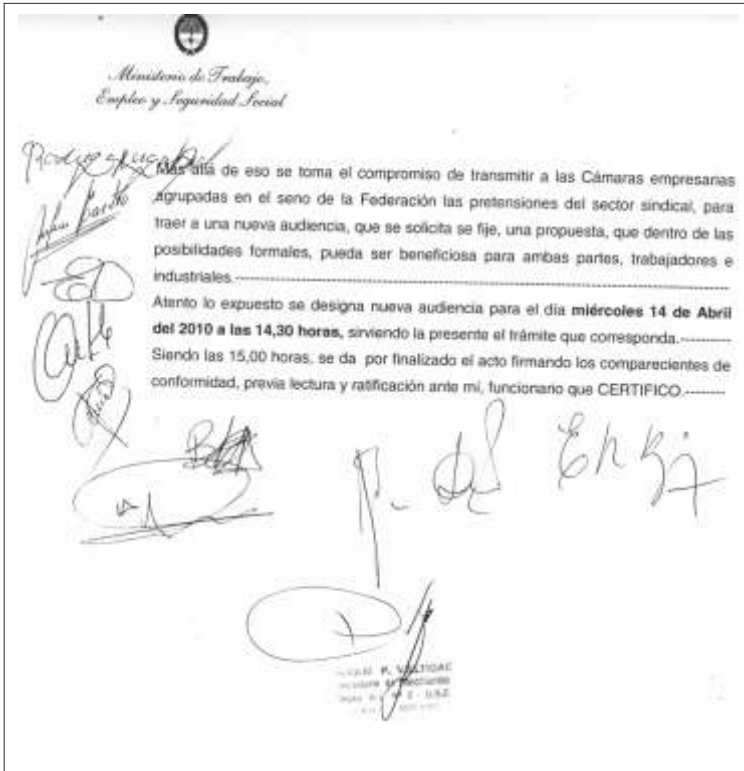 Ministerio de Trabajo,
Empleo y Seguridad Social
Más allá de eso se toma el compromiso de transmitir a las Cámaras empresarias
agrupadas en el seno de la Federación las pretensiones del sector sindical, para
traer a una nueva audiencia, que se solicita se fije, una propuesta, que dentro de las
posibilidades formales, pueda ser beneficiosa para ambas partes, trabajadores e
industriales.--------------------
Atento lo expuesto se designa nueva audiencia para el día miércoles 14 de Abril
del 2010 a las 14,30 horas, sirviendo la presente el trámite que corresponda.---------
Siendo las 15,00 horas, se da por finalizado el acto firmando los comparecientes de
conformidad, previa lectura y ratificación ante mí, funcionario que CERTIFICO.--------